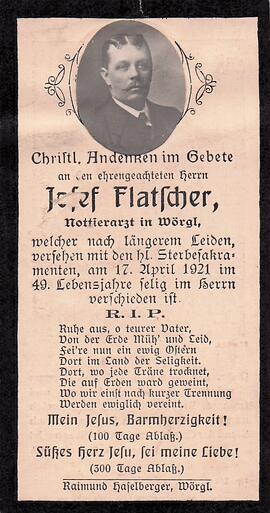 Christl. Andenken im Gebete
an den ehrengeachteten Herrn
Josef Flatscher,
Nottierarzt in Wörgl,
welcher nach längerem Leiden,
versehen mit den hl. Sterbesakra-
menten, am 17. April 1921 im
49. Lebensjahre selig im Herrn
verschieden ist.
R. I. P.
Ruhe aus, o teurer Vater,
Von der Erde Müh' und Leid,
Fei're nun ein ewig Ostern
Dort im Land der Seligkeit.
Dort, wo jede Träne trocknet,
Die auf Erden ward geweint,
Wo wir einst nach kurzer Trennung
Werden ewiglich vereint.
Mein Jesus, Barmherzigkeit!
(100 Tage Ablaß.)
Süßes Herz Jesu, sei meine Liebe!
(300 Tage Ablaß.)
Raimund Haselberger, Wörgl.